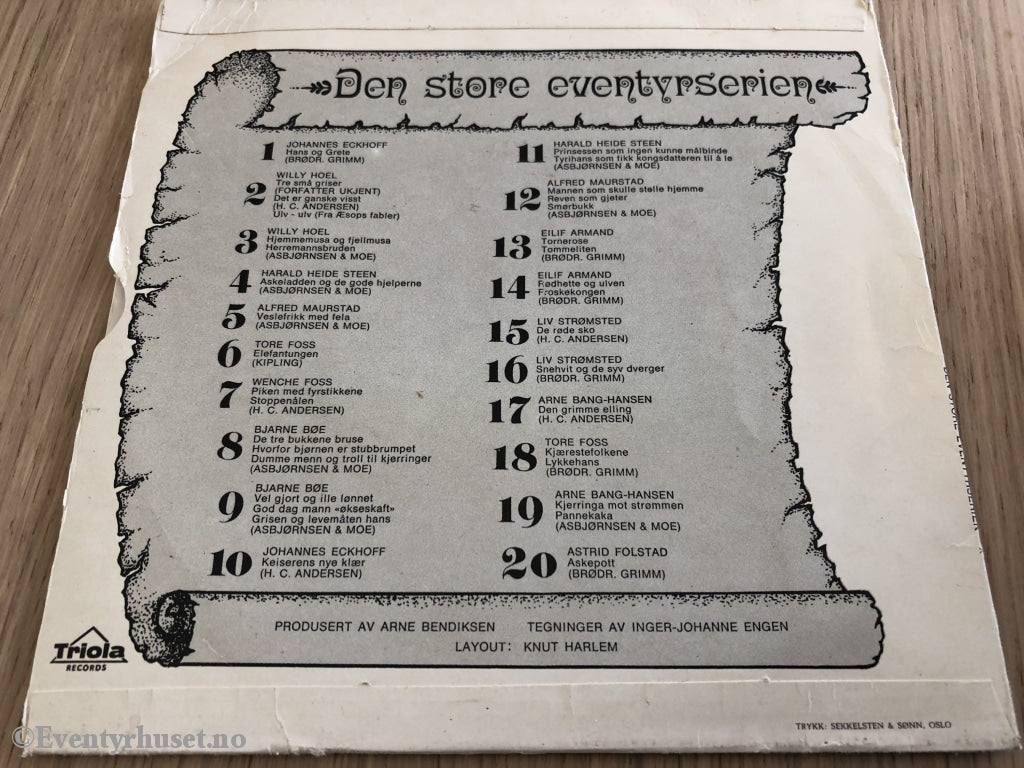 Den store eventyrserien
1 JOHANNES ECKHOFF
Hans og Grete
(BRØDR. GRIMM)
2 WILLY HOEL
Tre små griser
(FORFATTER UKJENT)
Det er ganske visst
(H. C. ANDERSEN)
Ulv - ulv (Fra Æsops fabler)
3 WILLY HOEL
Hjemmemusa og fjellmusa
Herremannsbruden
(ASBJØRNSEN & MOE)
4 HARALD HEIDE STEEN
Askeladden og de gode hjelperne
(ASBJØRNSEN & MOE)
5 ALFRED MAURSTAD
Veslefrikk med fela
(ASBJØRNSEN & MOE)
6 TORE FOSS
Elefantungen
(KIPLING)
7 WENCHE FOSS
Piken med fyrstikkene
Stoppenålen
(H. C. ANDERSEN)
8 BJARNE BØE
De tre bukkene bruse
Hvorfor bjørnen er stubbrumpet
Dumme menn og troll til kjerringer
(ASBJØRNSEN & MOE)
9 BJARNE BØE
Vel gjort og ille lønnet
God dag mann «økseskaft»
Grisen og levemåten hans
(ASBJØRNSEN & MOE)
10 JOHANNES ECKHOFF
Keiserens nye klær
(H. C. ANDERSEN)
11 HARALD HEIDE STEEN
Prinsessen som ingen kunne målbinde
Tyrihans som fikk kongsdatteren til å le
(ASBJØRNSEN & MOE)
12 ALFRED MAURSTAD
Mannen som skulle stelle hjemme
Reven som gjeter
Smørbukk
(ASBJØRNSEN & MOE)
13 EILIF ARMAND
Tornerose
Tommeliten
(BRØDR. GRIMM)
14 EILIF ARMAND
Rødhette og ulven
Froskekongen
(BRØDR. GRIMM)
15 LIV STRØMSTED
De røde sko
(H. C. ANDERSEN)
16 LIV STRØMSTED
Snehvit og de syv dverger
(BRØDR. GRIMM)
17 ARNE BANG-HANSEN
Den grimme elling
(H. C. ANDERSEN)
18 TORE FOSS
Kjærestefolkene
Lykkehans
(BRØDR. GRIMM)
19 ARNE BANG-HANSEN
Kjerringa mot strømmen
Pannekaka
(ASBJØRNSEN & MOE)
20 ASTRID FOLSTAD
Askepott
(BRØDR. GRIMM)
PRODUSERT AV ARNE BENDIKSEN TEGNINGER AV INGER-JOHANNE ENGEN
LAYOUT: KNUT HARLEM
Triola
RECORDS
TRYKK: SEKKELSTEN & SØNN, OSLO
©Eventyrhuset.no